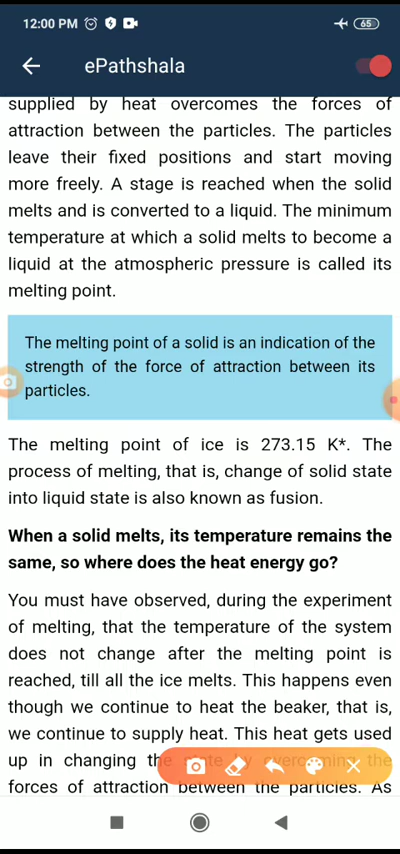 12:00 PM 65
ePathshala
supplied by heat overcomes the forces of
attraction between the particles. The particles
leave their fixed positions and start moving
more freely. A stage is reached when the solid
melts and is converted to a liquid. The minimum
temperature at which a solid melts to become a
liquid at the atmospheric pressure is called its
melting point.
The melting point of a solid is an indication of the
strength of the force of attraction between its
particles.
The melting point of ice is 273.15 K*. The
process of melting, that is, change of solid state
into liquid state is also known as fusion.
When a solid melts, its temperature remains the
same, so where does the heat energy go?
You must have observed, during the experiment
of melting, that the temperature of the system
does not change after the melting point is
reached, till all the ice melts. This happens even
though we continue to heat the beaker, that is,
we continue to supply heat. This heat gets used
up in changing the state by overcoming the
forces of attraction between the particles. As